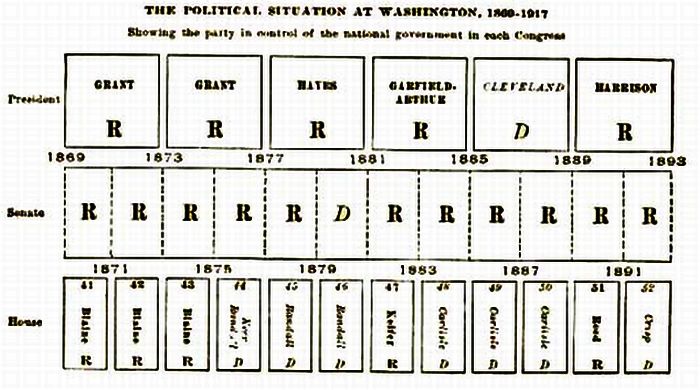 THE POLITICAL SITUATION AT WASHINGTON, 1869-1917
Showing the party in control of the national government in each Congress
President
GRANT GRANT HAYES GARFIELD-ARTHUR CLEVELAND HARRISON
R R R R D R
1869 1873 1877 1881 1885 1889 1893
Senate R R R R R D R R R R R R
1871 1875 1879 1883 1887 1891
41 42 43 44 45 46 47 48 49 50 51 52
House Blaine Blaine Blaine Kerr Randall Randall Keifer Carlisle Carlisle Carlisle Reed Crisp
R R R D D D R D D D R D